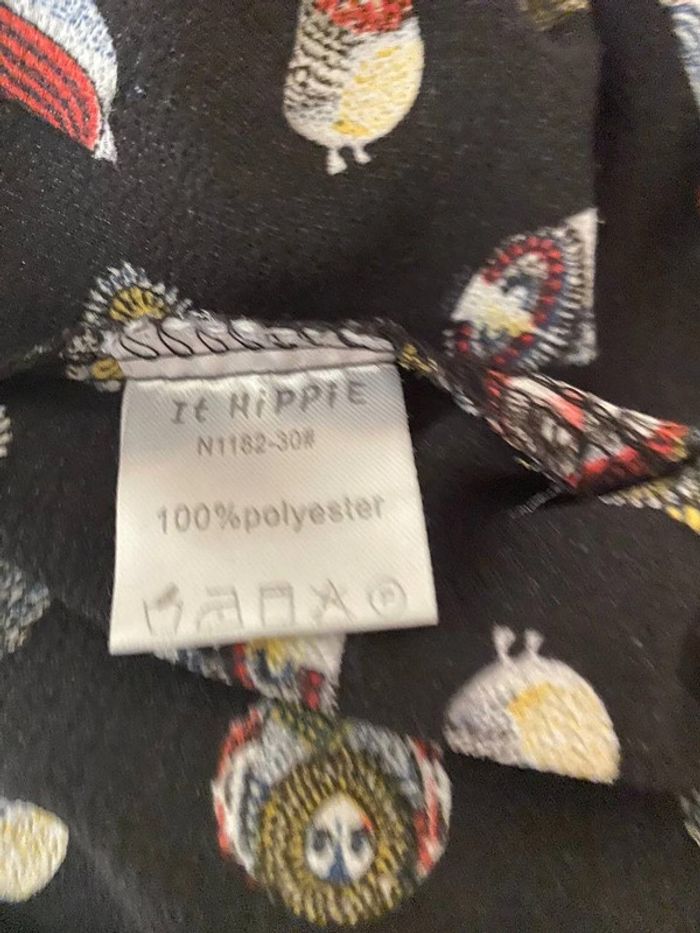 It HiPPiE
N1182-30#
100%polyester
P